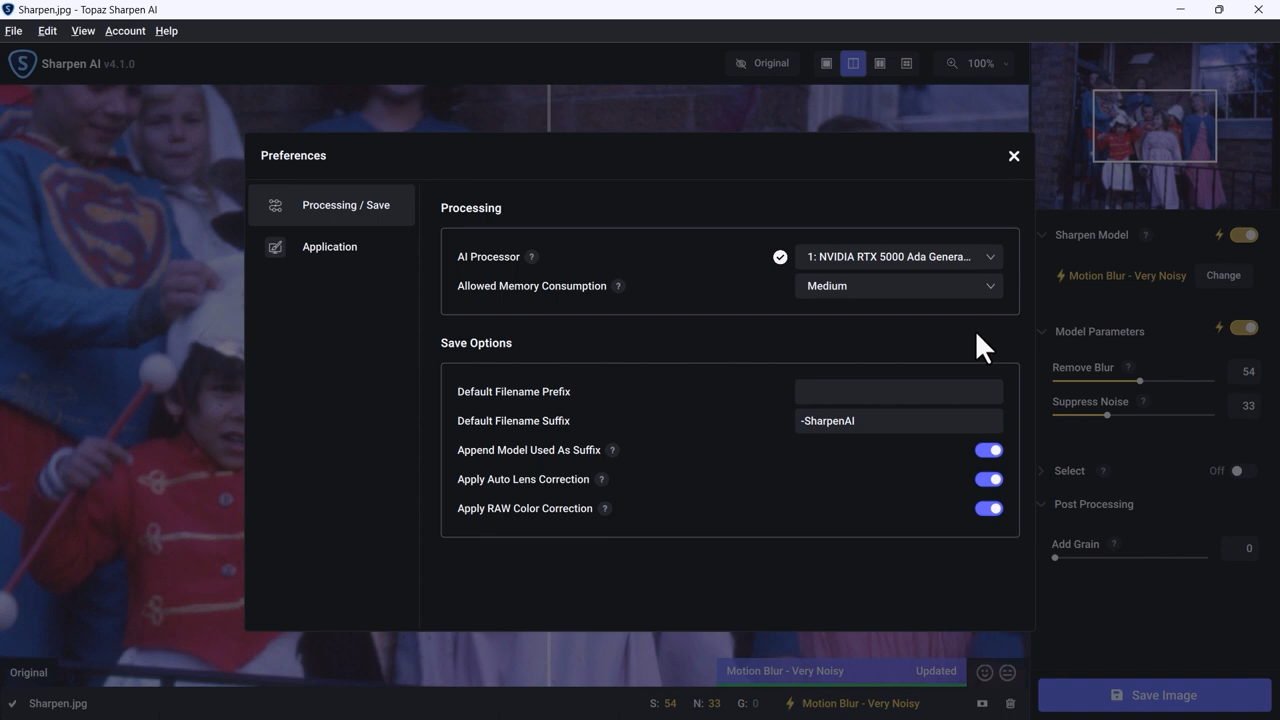 Sharpen.jpg - Topaz Sharpen AI
File Edit View Account Help
Sharpen AI v4.1.0
Original
100%
Preferences
Processing / Save
Application
Processing
AI Processor ?
1: NVIDIA RTX 5000 Ada Genera...
Allowed Memory Consumption ?
Medium
Save Options
Default Filename Prefix
Default Filename Suffix
-SharpenAI
Append Model Used As Suffix ?
Apply Auto Lens Correction ?
Apply RAW Color Correction ?
Sharpen Model ?
Motion Blur - Very Noisy
Change
Model Parameters
Remove Blur ?
54
Suppress Noise ?
33
Select ?
Off
Post Processing
Add Grain ?
0
Original
Motion Blur - Very Noisy Updated
Sharpen.jpg
S: 54 N: 33 G: 0
Motion Blur - Very Noisy
Save Image